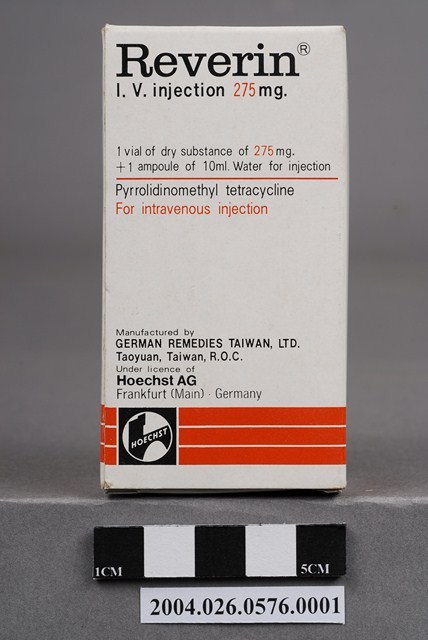 Reverin®
I. V. injection 275mg.
1 vial of dry substance of 275 mg.
+ 1 ampoule of 10ml. Water for injection
Pyrrolidinomethyl tetracycline
For intravenous injection
Manufactured by
GERMAN REMEDIES TAIWAN, LTD.
Taoyuan, Taiwan, R.O.C.
Under licence of
Hoechst AG
Frankfurt (Main) · Germany
HOECHST
1CM 5CM
2004.026.0576.0001